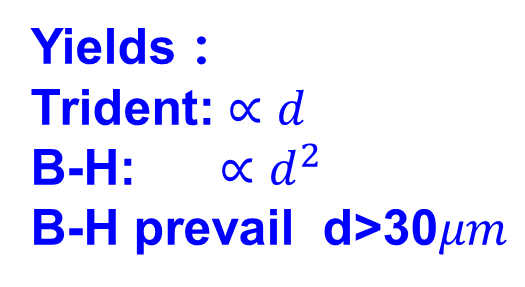 Yields :
Trident: ∝ d
B-H: ∝ d²
B-H prevail d>30μm